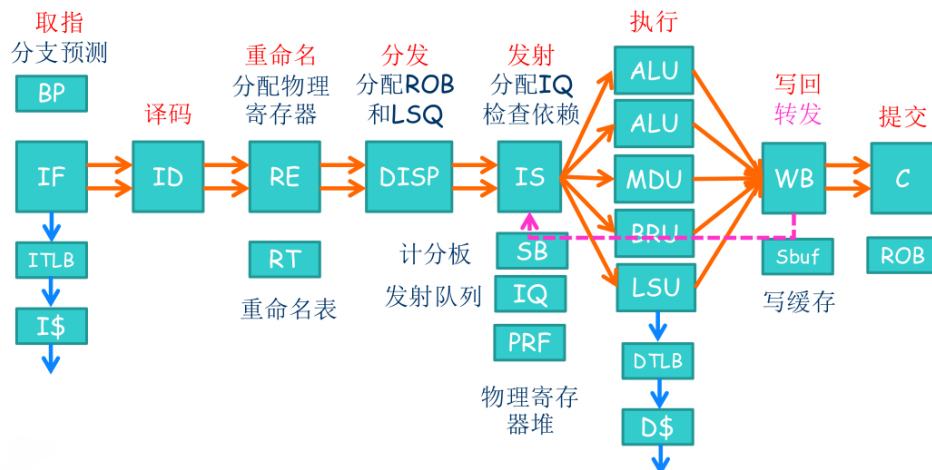 取指
分支预测
BP
译码
重命名
分配物理
寄存器
分发
分配ROB
和LSQ
发射
分配IQ
检查依赖
执行
写回
转发
提交
IF
ID
RE
DISP
IS
ALU
ALU
MDU
BRU
LSU
WB
C
ITLB
I$
RT
重命名表
计分板
SB
发射队列
IQ
PRF
物理寄存
器堆
DTLB
D$
Sbuf
写缓存
ROB